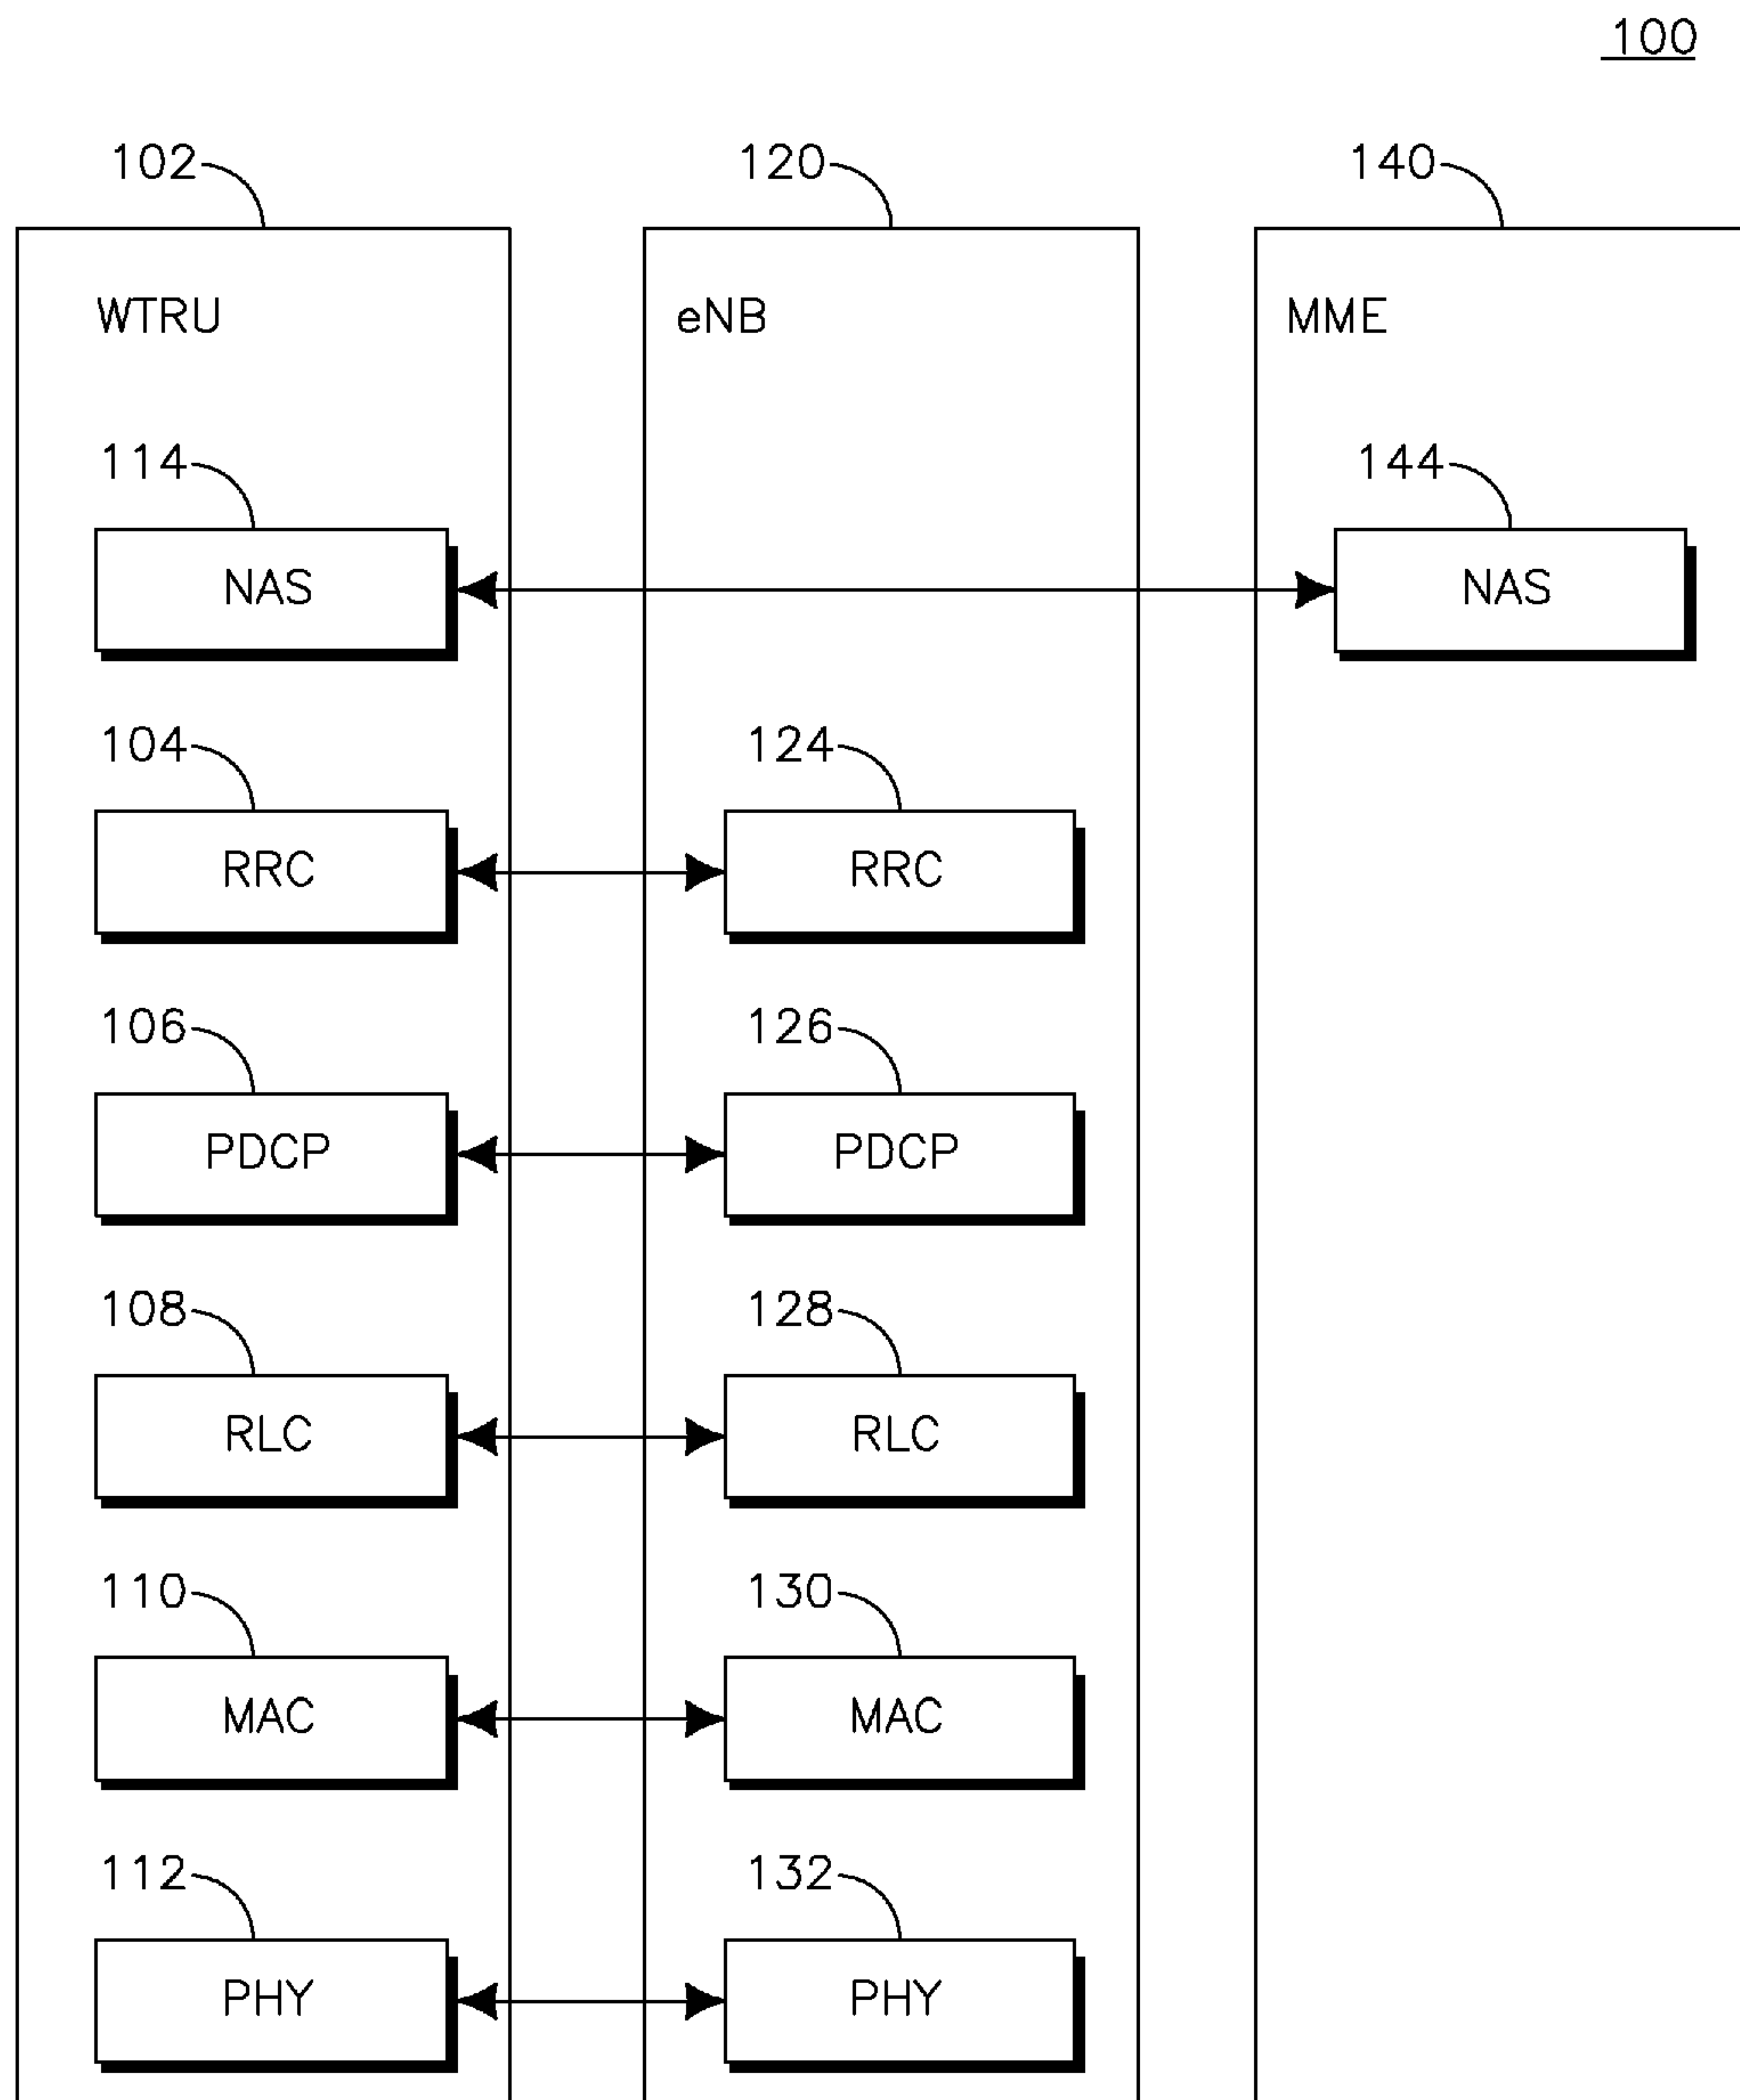 100
102 120 140
WTRU eNB MME
114 144
NAS NAS
104 124
RRC RRC
106 126
PDCP PDCP
108 128
RLC RLC
110 130
MAC MAC
112 132
PHY PHY